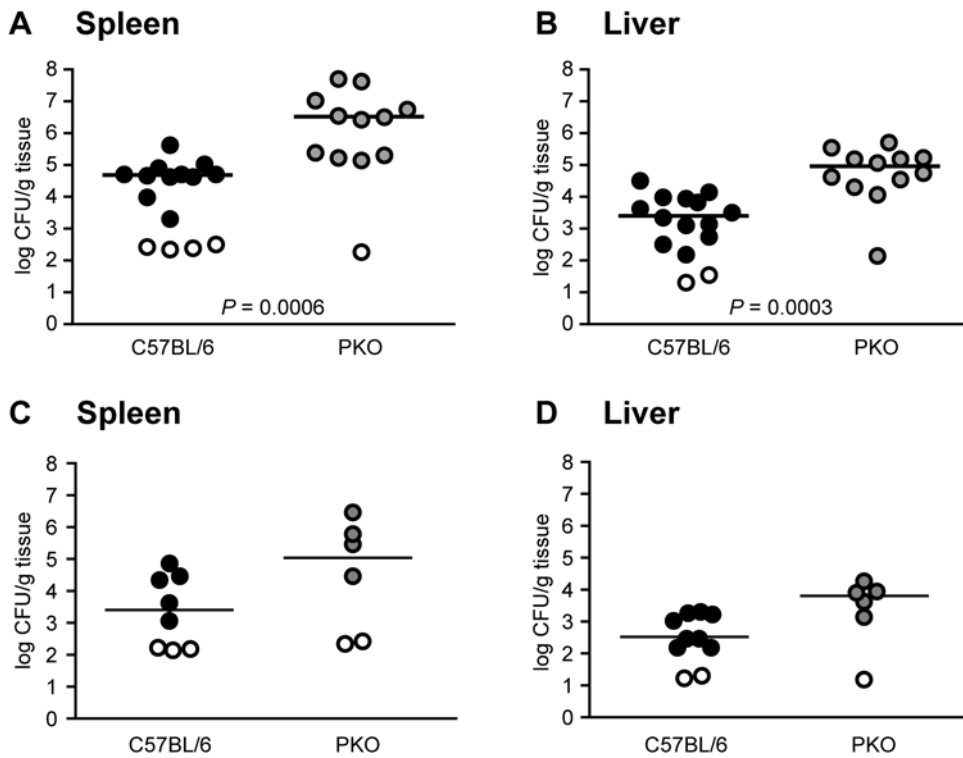 A Spleen
8
7
6
5
4
3
2
1
0
log CFU/g tissue
P = 0.0006
C57BL/6 PKO
B Liver
8
7
6
5
4
3
2
1
0
log CFU/g tissue
P = 0.0003
C57BL/6 PKO
C Spleen
8
7
6
5
4
3
2
1
0
log CFU/g tissue
C57BL/6 PKO
D Liver
8
7
6
5
4
3
2
1
0
log CFU/g tissue
C57BL/6 PKO